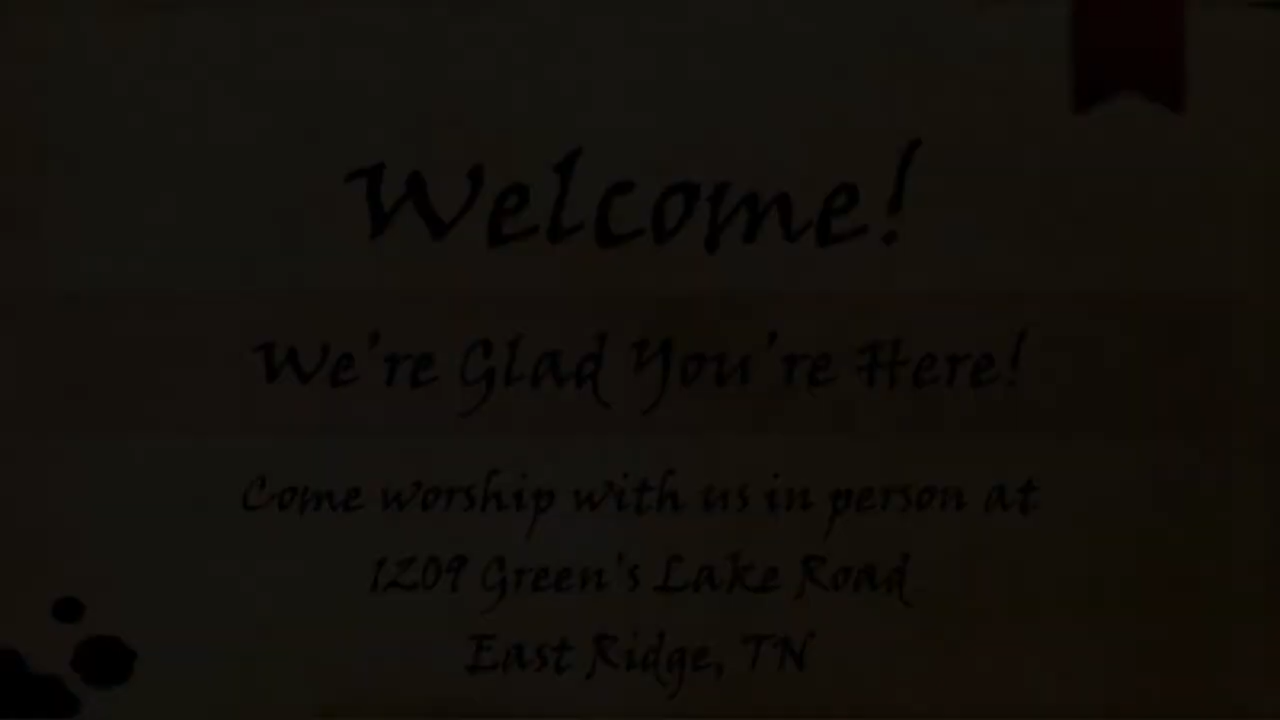 Welcome!
We're Glad You're Here!
Come worship with us in person at
1209 Green's Lake Road
East Ridge, TN